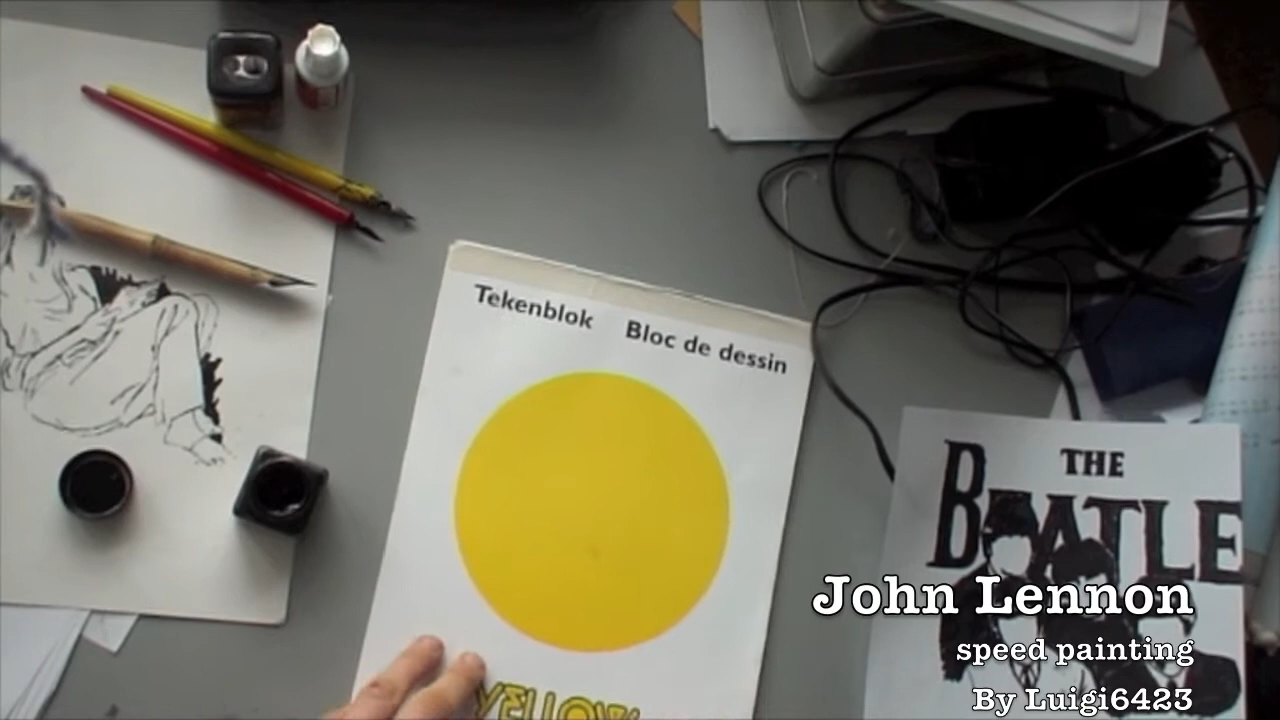 Tekenblok Bloc de dessin
THE
BEATLE
John Lennon
speed painting
By Luigi6423